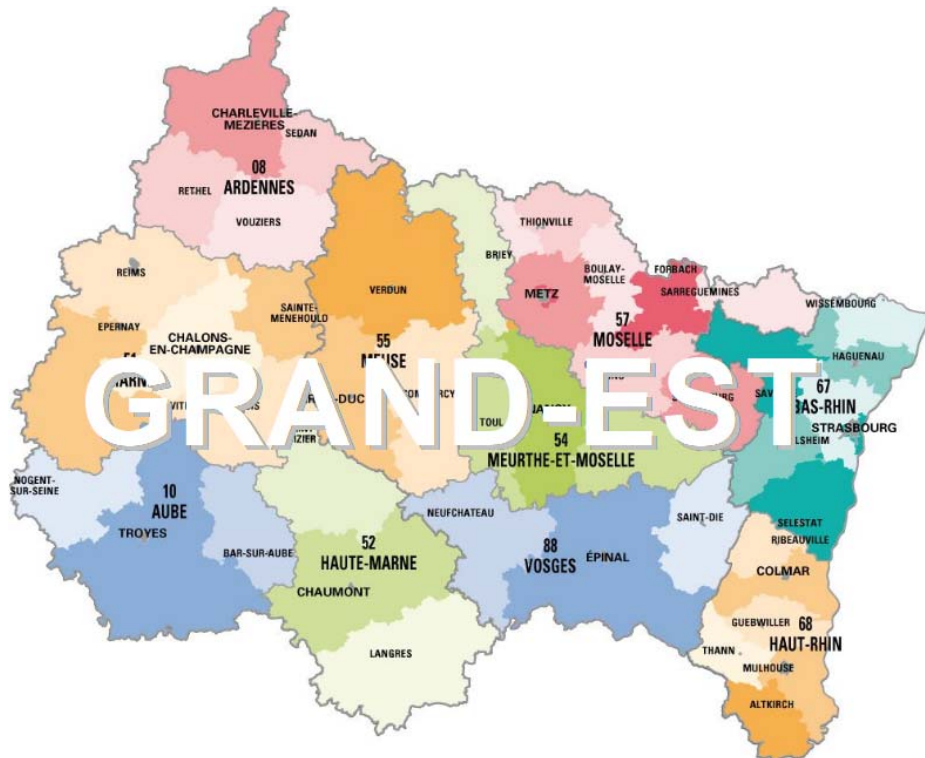 CHARLEVILLE-
MEZIÈRES
SEDAN
08
ARDENNES
RETHEL
VOUZIERS
REIMS
EPERNAY
CHALONS-
EN-CHAMPAGNE
SAINTE-
MENEHOULD
VERDUN
55
MEUSE
BRIEY
THIONVILLE
METZ
BOULAY-
MOSELLE
FORBACH
SARREGUEMINES
57
MOSELLE
WISSEMBOURG
HAGUENAU
67
BAS-RHIN
STRASBOURG
GRAND-EST
TOUL
NANCY
54
MEURTHE-ET-MOSELLE
NOGENT-
SUR-SEINE
10
AUBE
TROYES
BAR-SUR-AUBE
52
HAUTE-MARNE
CHAUMONT
LANGRES
NEUFCHATEAU
88
VOSGES
ÉPINAL
SAINT-DIE
SELESTAT
RIBEAUVILLE
COLMAR
GUEBWILLER
68
HAUT-RHIN
THANN
MULHOUSE
ALTKIRCH